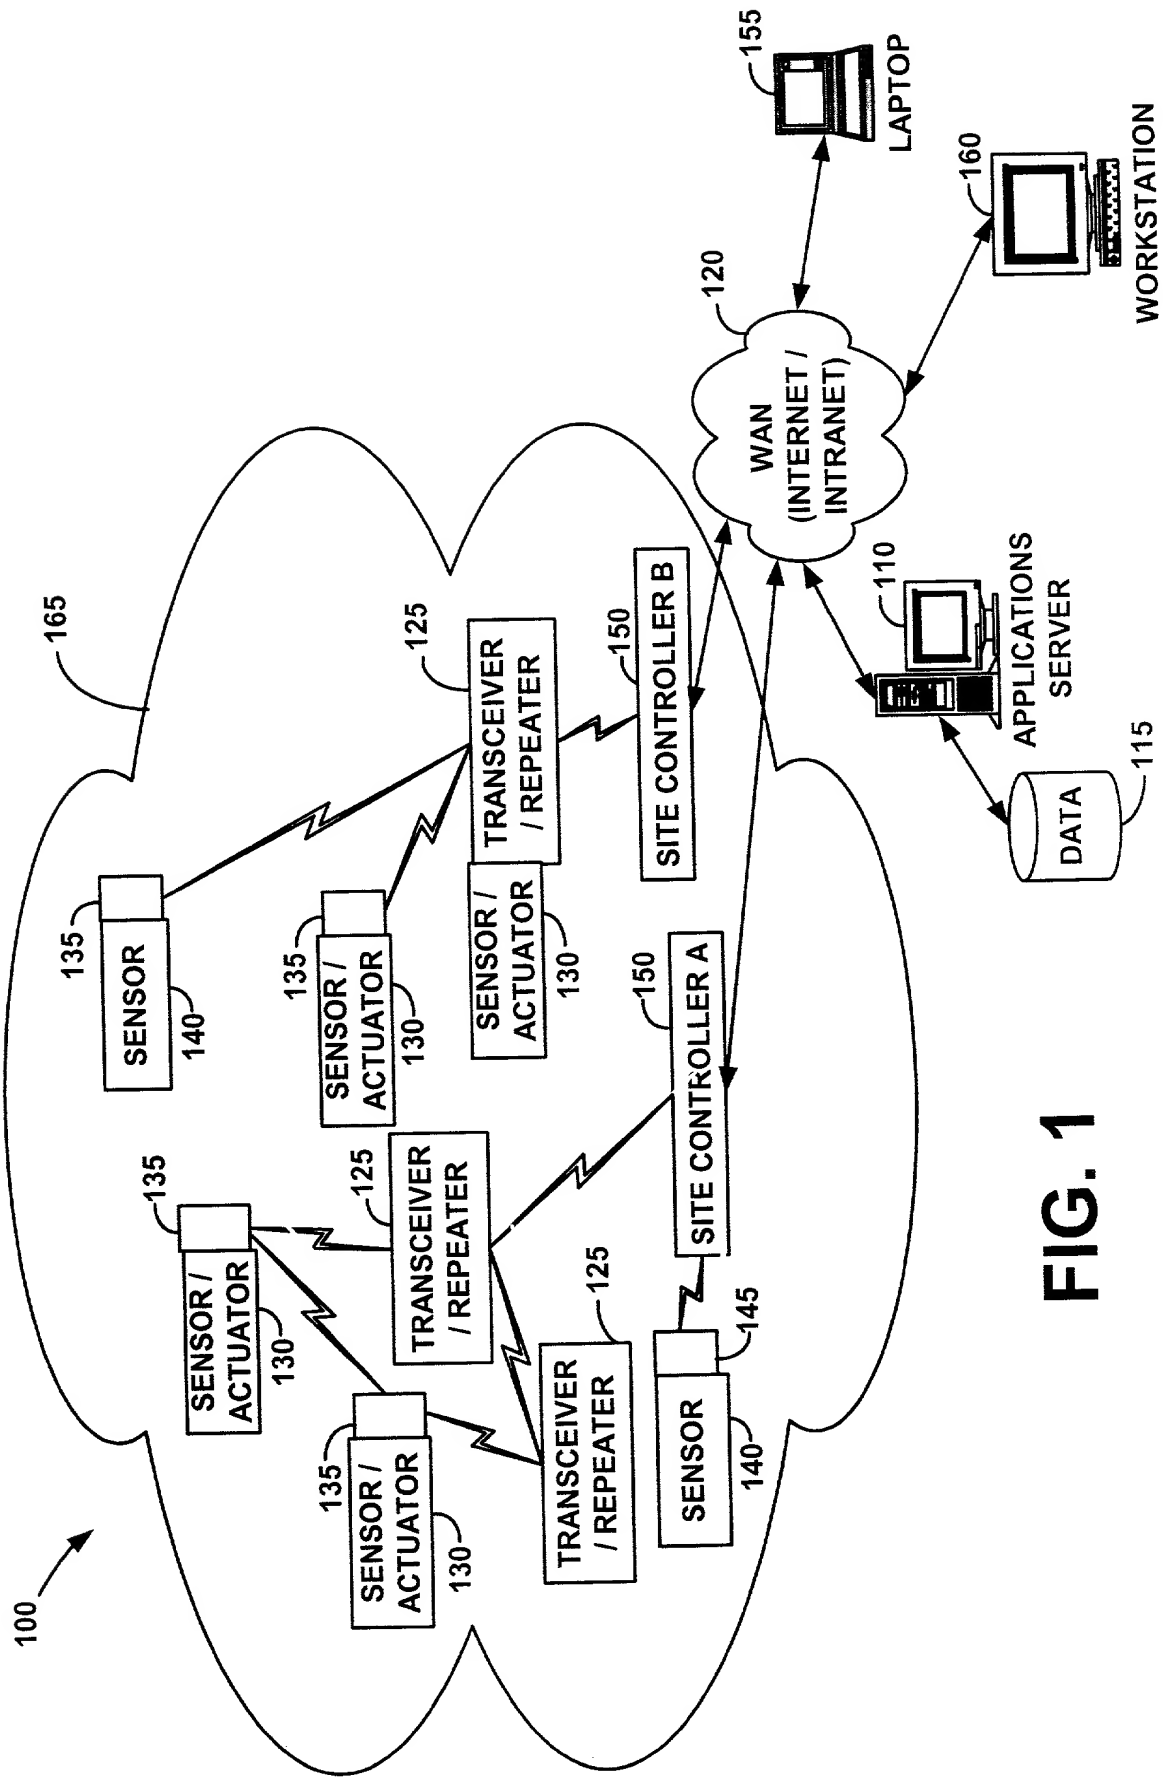 100
165
135
SENSOR
140
135
SENSOR /
ACTUATOR
130
135
SENSOR /
ACTUATOR
130
135
SENSOR /
ACTUATOR
130
125
TRANSCEIVER
/ REPEATER
125
TRANSCEIVER
/ REPEATER
SENSOR /
ACTUATOR
130
125
TRANSCEIVER
/ REPEATER
SENSOR
140
145
150
SITE CONTROLLER A
150
SITE CONTROLLER B
120
WAN
(INTERNET /
INTRANET)
155
LAPTOP
160
WORKSTATION
110
APPLICATIONS
SERVER
DATA
115
FIG. 1